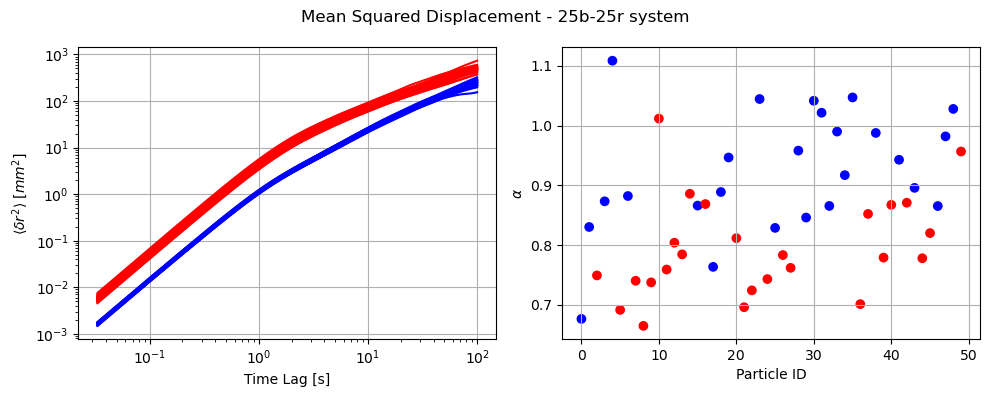 Mean Squared Displacement - 25b-25r system
10³
10²
10¹
10⁰
10⁻¹
10⁻²
10⁻³
⟨δr²⟩ [mm²]
10⁻¹ 10⁰ 10¹ 10²
Time Lag [s]
1.1
1.0
0.9
0.8
0.7
α
0 10 20 30 40 50
Particle ID